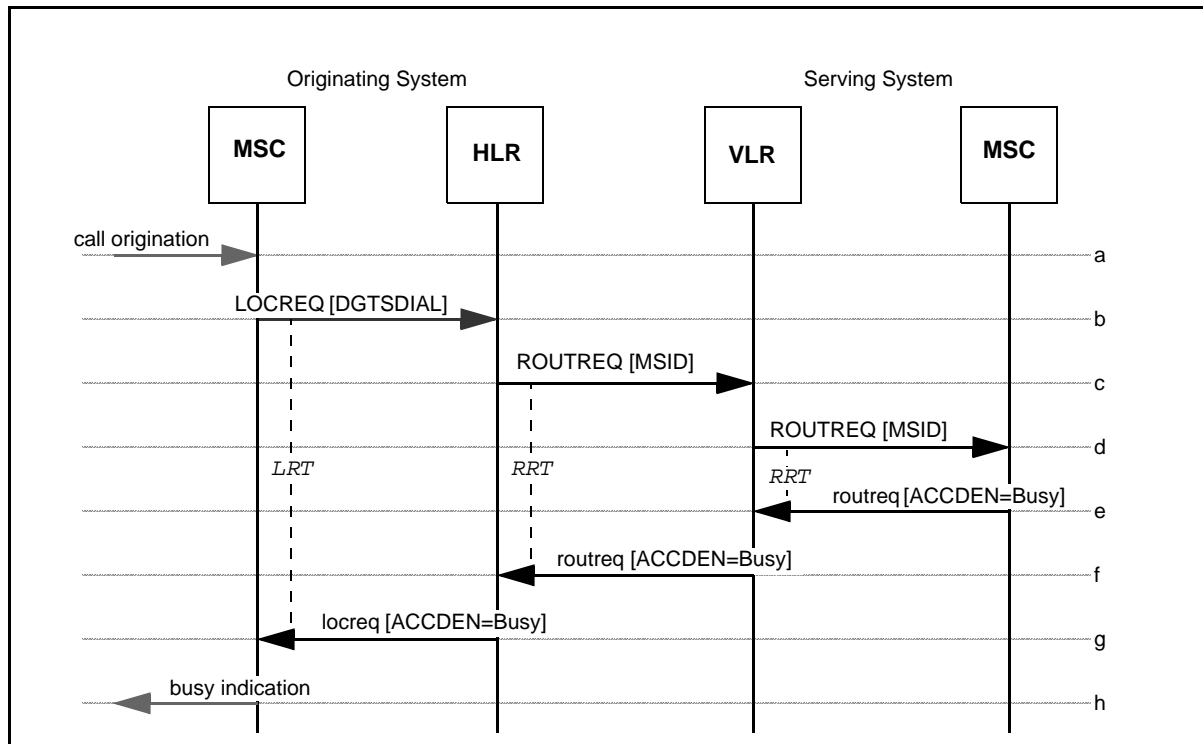 Originating System
Serving System
MSC
HLR
VLR
MSC
call origination
a
LOCREQ [DGTSDIAL]
b
ROUTREQ [MSID]
c
ROUTREQ [MSID]
d
LRT
RRT
RRT
routreq [ACCDEN=Busy]
e
routreq [ACCDEN=Busy]
f
locreq [ACCDEN=Busy]
g
busy indication
h